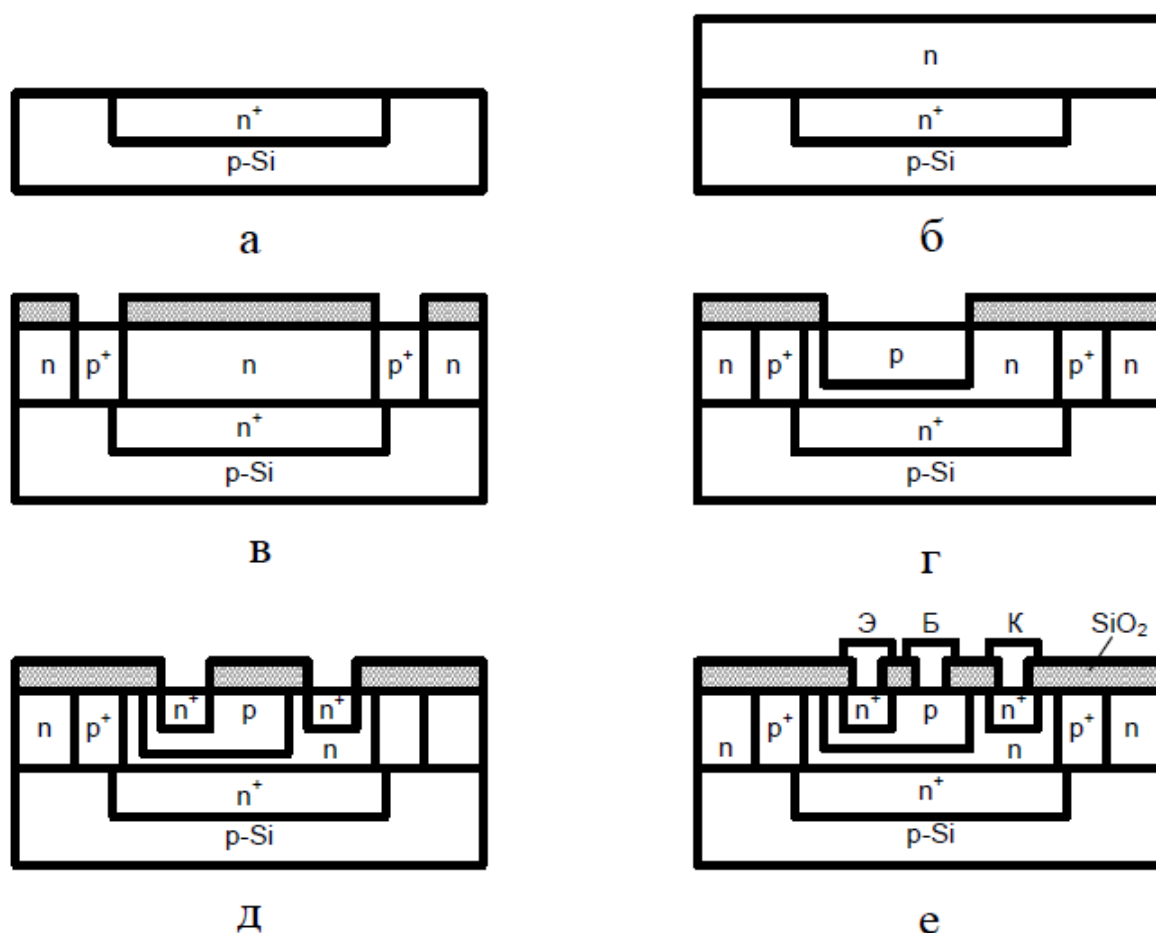 n
n⁺
n⁺
p-Si
p-Si
а
б
n p⁺ n p⁺ n
n p⁺ p n p⁺ n
n⁺
n⁺
p-Si
p-Si
в
г
Э Б К SiO₂
n p⁺ n⁺ p n⁺ n
n p⁺ n⁺ p n⁺ n p⁺ n
n⁺
n⁺
p-Si
p-Si
д
е